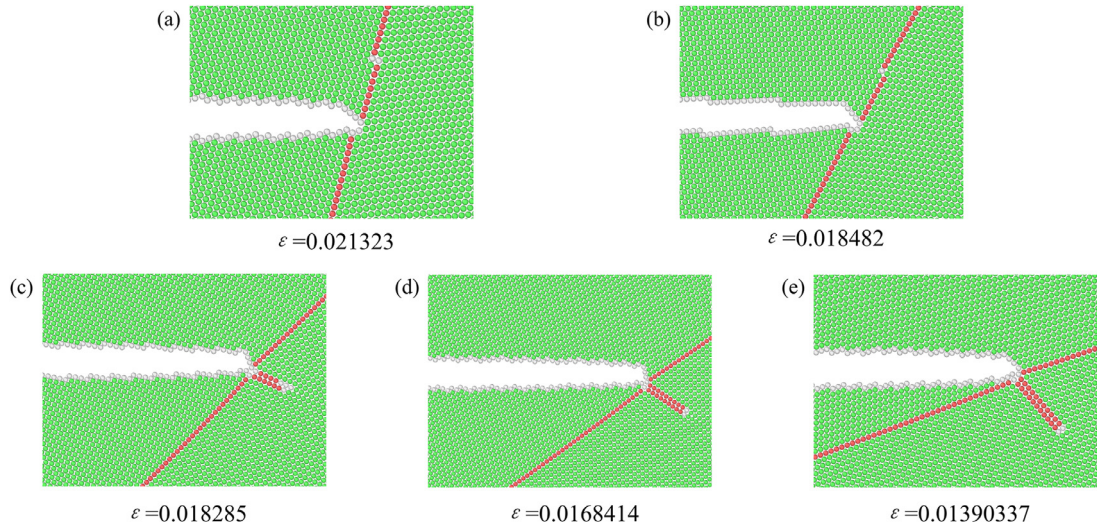 (a)
(b)
ε =0.021323
ε =0.018482
(c)
(d)
(e)
ε =0.018285
ε =0.0168414
ε =0.01390337